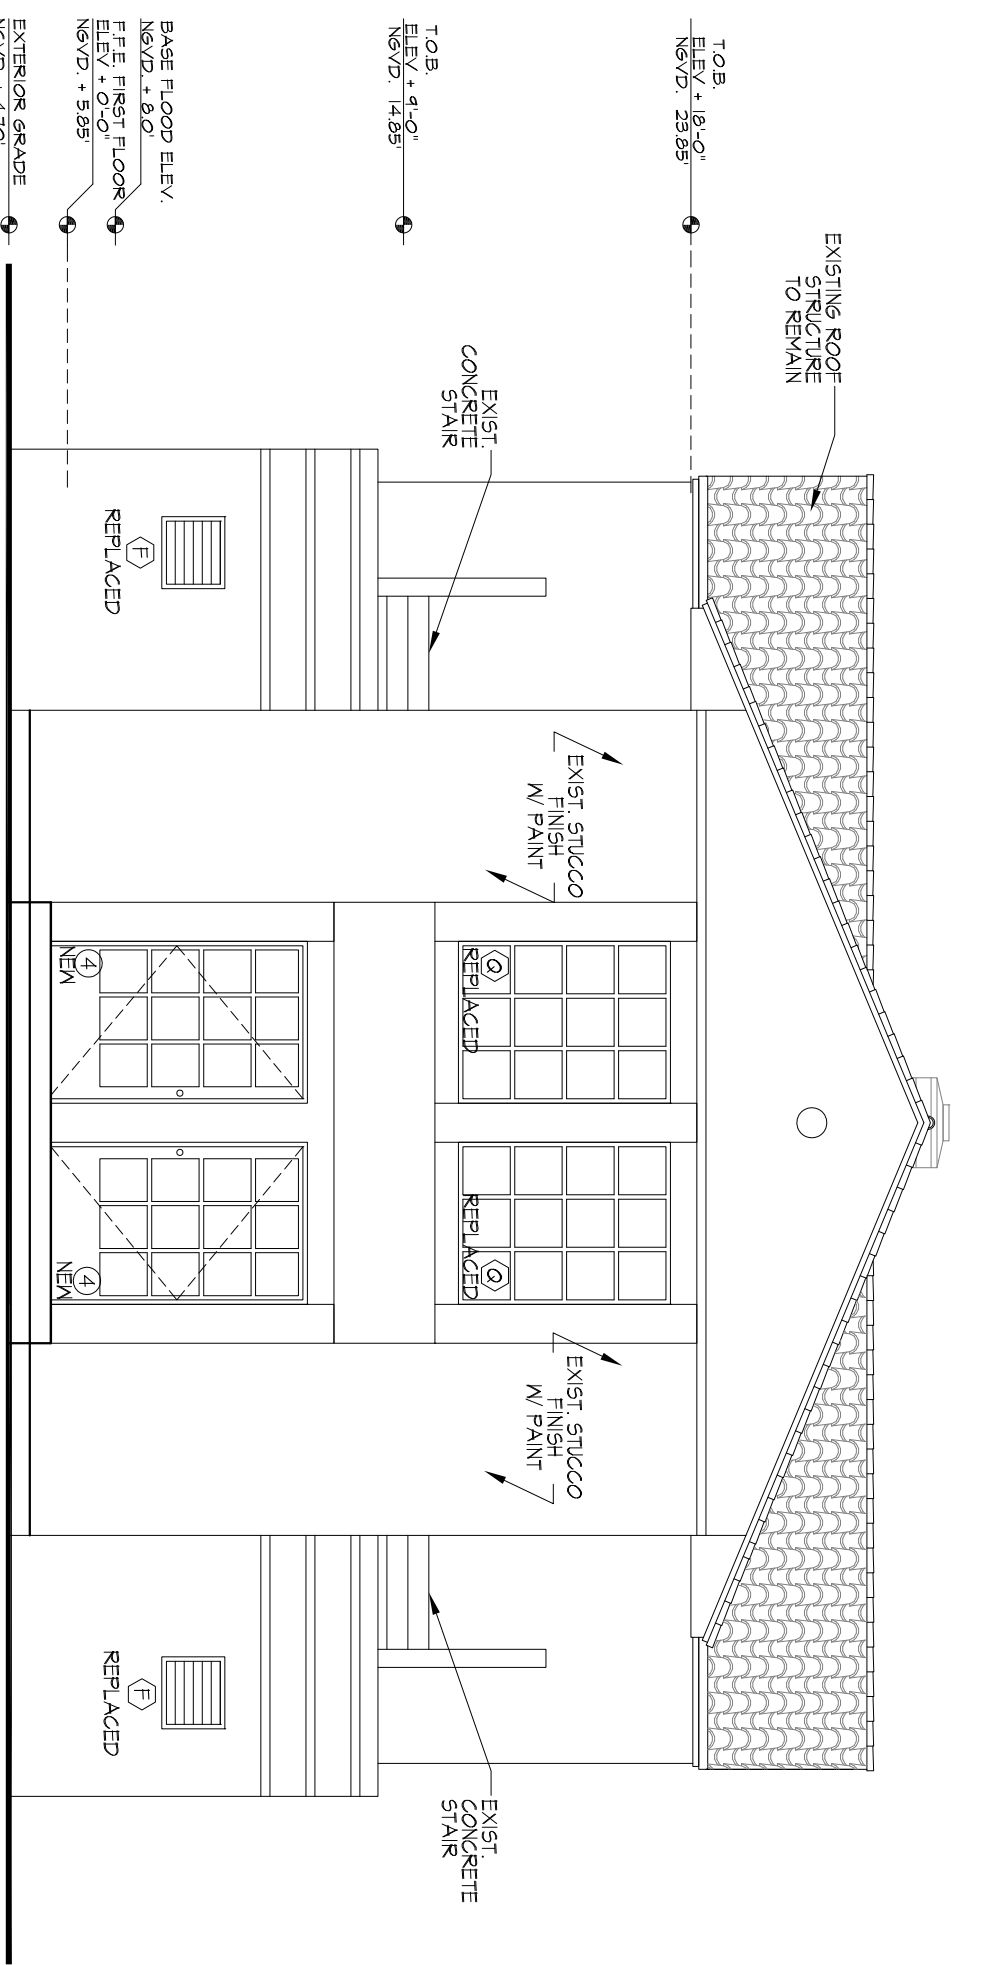 T.O.B.
ELEV + 18'-0"
NGVD. 23.85'
T.O.B.
ELEV + 9'-0"
NGVD. 14.85'
BASE FLOOD ELEV.
NGVD. + 8.0'
F.F.E. FIRST FLOOR
ELEV + 0'-0"
NGVD. + 5.85'
EXTERIOR GRADE
EXISTING ROOF
STRUCTURE
TO REMAIN
EXIST.
CONCRETE
STAIR
F
REPLACED
EXIST. STUCCO
FINISH
W/ PAINT
Q
REPLACED
4
NEW
Q
REPLACED
4
NEW
EXIST. STUCCO
FINISH
W/ PAINT
EXIST.
CONCRETE
STAIR
F
REPLACED